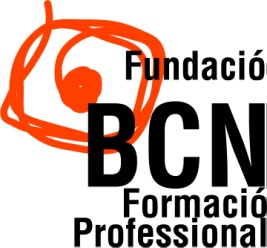 Fundació
BCN
Formació
Professional